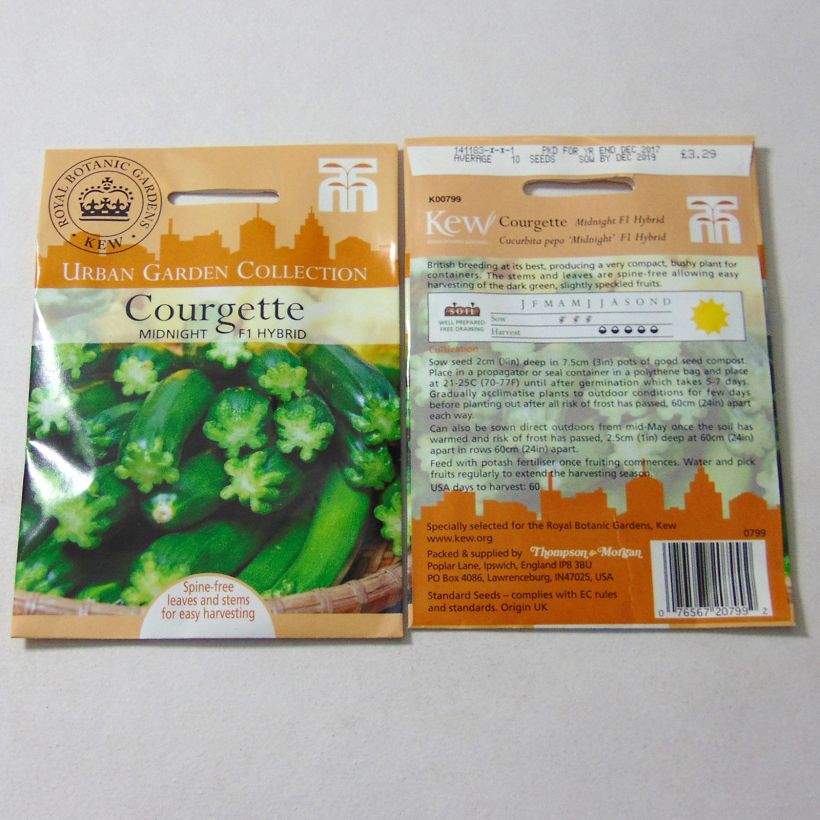 ROYAL BOTANIC GARDENS
• KEW •
URBAN GARDEN COLLECTION
Courgette
MIDNIGHT F1 HYBRID
Spine-free
leaves and stems
for easy harvesting
141183-X-X-1 PKD FOR YR END DEC 2017
AVERAGE 10 SEEDS SOW BY DEC 2019 £3.29
K00799
Kew Courgette Midnight F1 Hybrid
Cucurbita pepo 'Midnight' F1 Hybrid
British breeding at its best, producing a very compact, bushy plant for
containers. The stems and leaves are spine-free allowing easy
harvesting of the dark green, slightly speckled fruits.
SOIL
WELL PREPARED
FREE DRAINING
J F M A M J J A S O N D
Sow
Harvest
Cultivation
Sow seed 2cm (¾in) deep in 7.5cm (3in) pots of good seed compost.
Place in a propagator or seal container in a polythene bag and place
at 21-25C (70-77F) until after germination which takes 5-7 days.
Gradually acclimatise plants to outdoor conditions for few days
before planting out after all risk of frost has passed, 60cm (24in) apart
each way.
Can also be sown direct outdoors from mid-May once the soil has
warmed and risk of frost has passed, 2.5cm (1in) deep at 60cm (24in)
apart in rows 60cm (24in) apart.
Feed with potash fertiliser once fruiting commences. Water and pick
fruits regularly to extend the harvesting season.
USA days to harvest: 60
Specially selected for the Royal Botanic Gardens, Kew
www.kew.org
0799
Packed & supplied by Thompson & Morgan
Poplar Lane, Ipswich, England IP8 3BU
PO Box 4086, Lawrenceburg, IN47025, USA
Standard Seeds – complies with EC rules
and standards. Origin UK
0 76567 20799 2